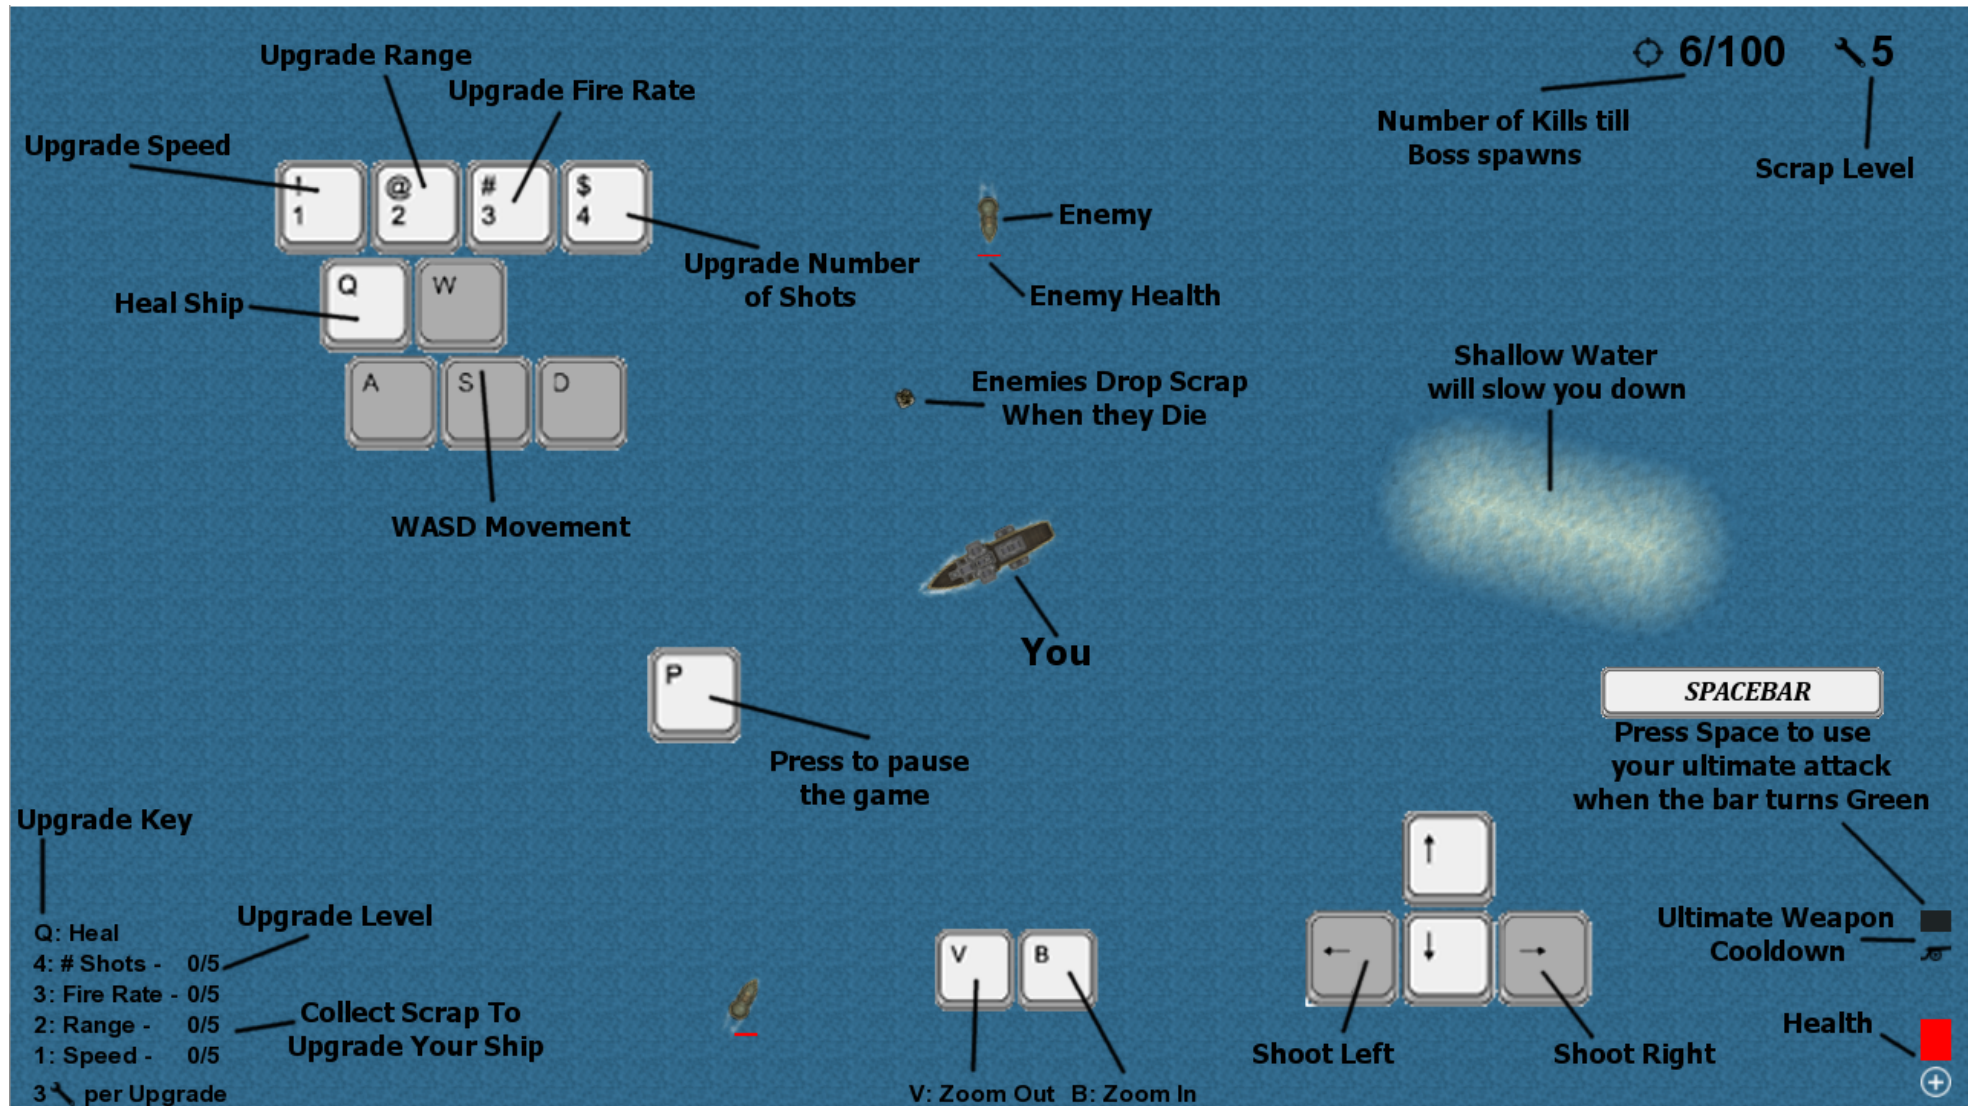 Upgrade Range
Upgrade Fire Rate
Upgrade Speed
! @ # $
1 2 3 4
Upgrade Number
of Shots
Q W
Heal Ship
A S D
WASD Movement
6/100 5
Number of Kills till
Boss spawns
Scrap Level
Enemy
Enemy Health
Enemies Drop Scrap
When they Die
Shallow Water
will slow you down
You
P
Press to pause
the game
SPACEBAR
Press Space to use
your ultimate attack
when the bar turns Green
Upgrade Key
Upgrade Level
Q: Heal
4: # Shots - 0/5
3: Fire Rate - 0/5
2: Range - 0/5
1: Speed - 0/5
3 per Upgrade
Collect Scrap To
Upgrade Your Ship
V B
V: Zoom Out B: Zoom In
↑
← ↓ →
Shoot Left
Shoot Right
Ultimate Weapon
Cooldown
Health